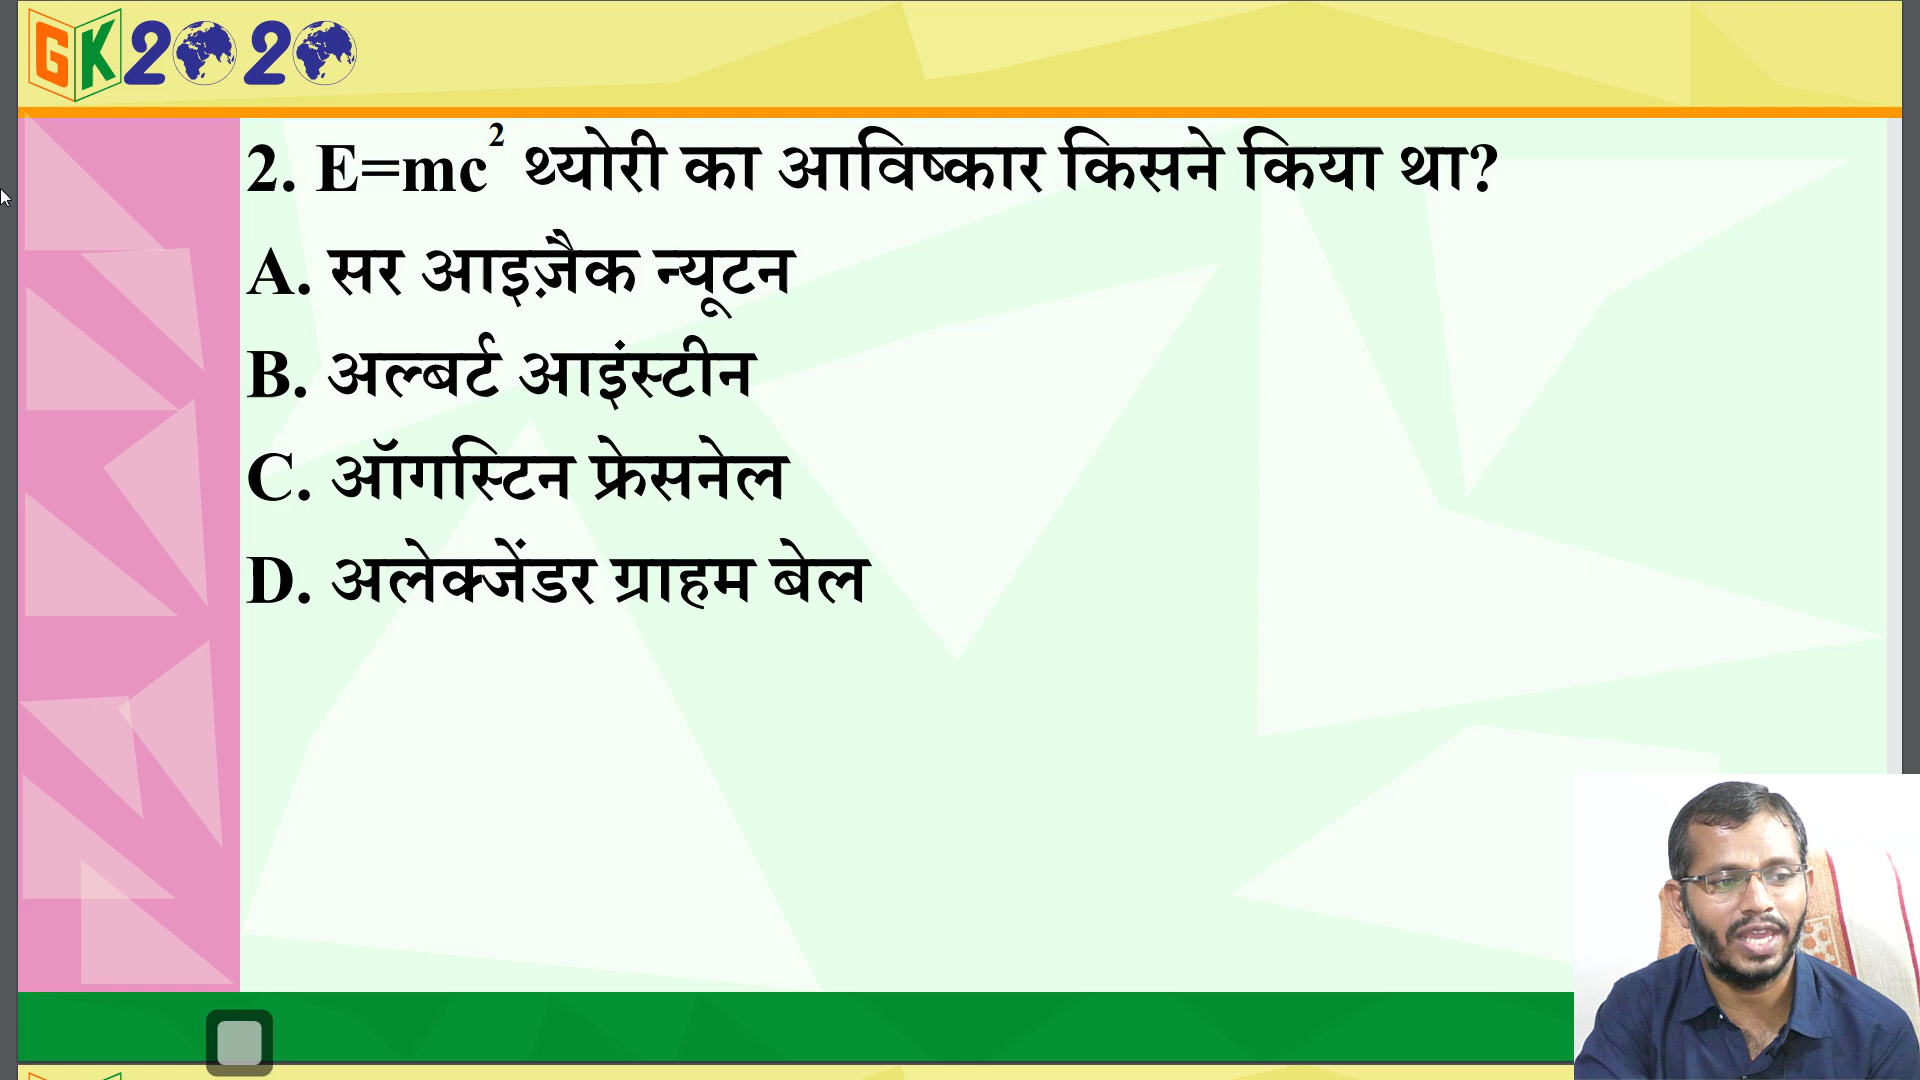 GK2020
2. E=mc² थ्योरी का आविष्कार किसने किया था?
A. सर आइज़ैक न्यूटन
B. अल्बर्ट आइंस्टीन
C. ऑगस्टिन फ्रेसनेल
D. अलेक्जेंडर ग्राहम बेल